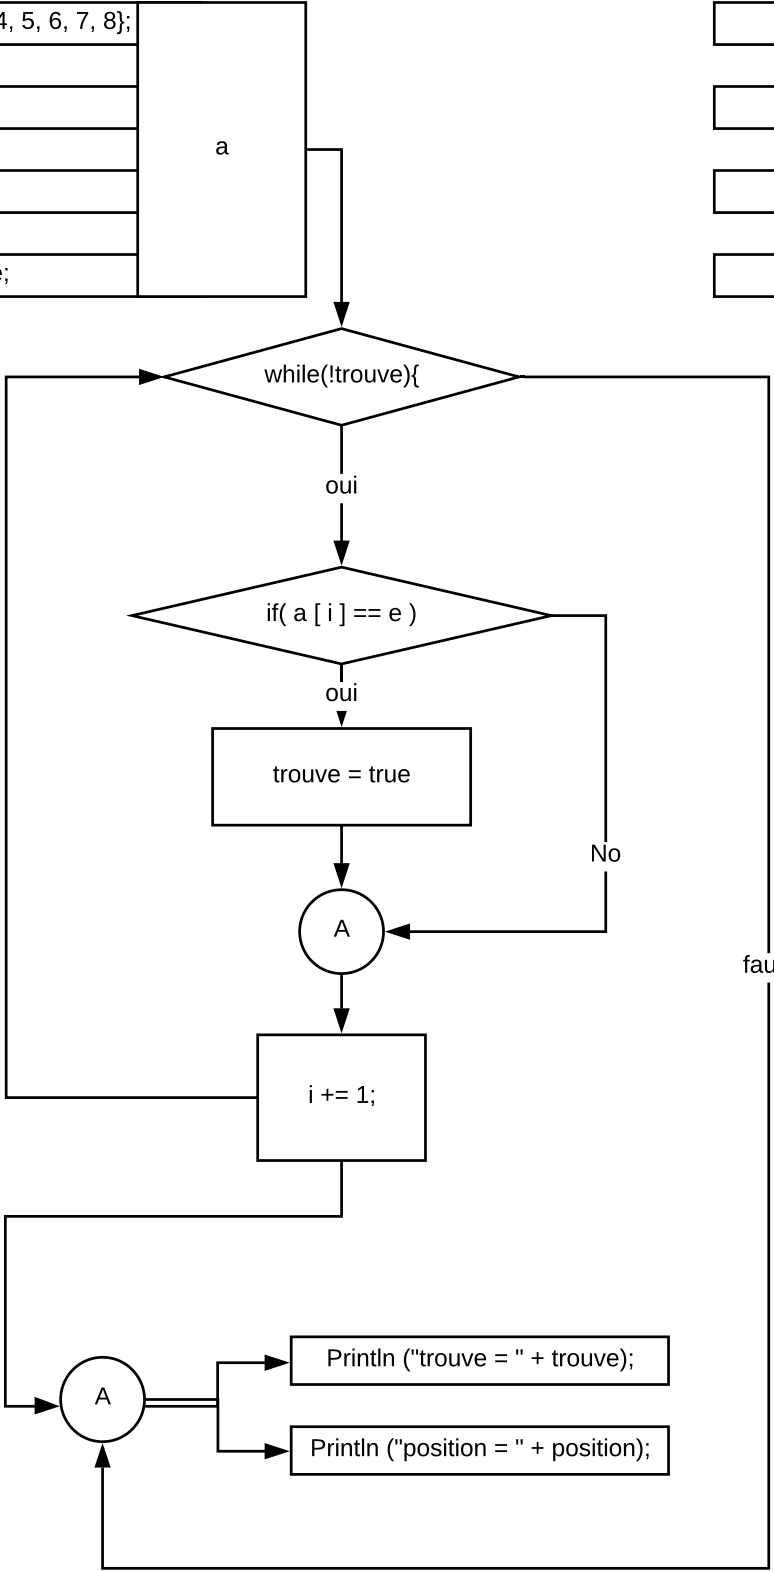 4, 5, 6, 7, 8};
a
e;
while(!trouve){
oui
if( a [ i ] == e )
oui
trouve = true
No
A
fau
i += 1;
Println ("trouve = " + trouve);
A
Println ("position = " + position);